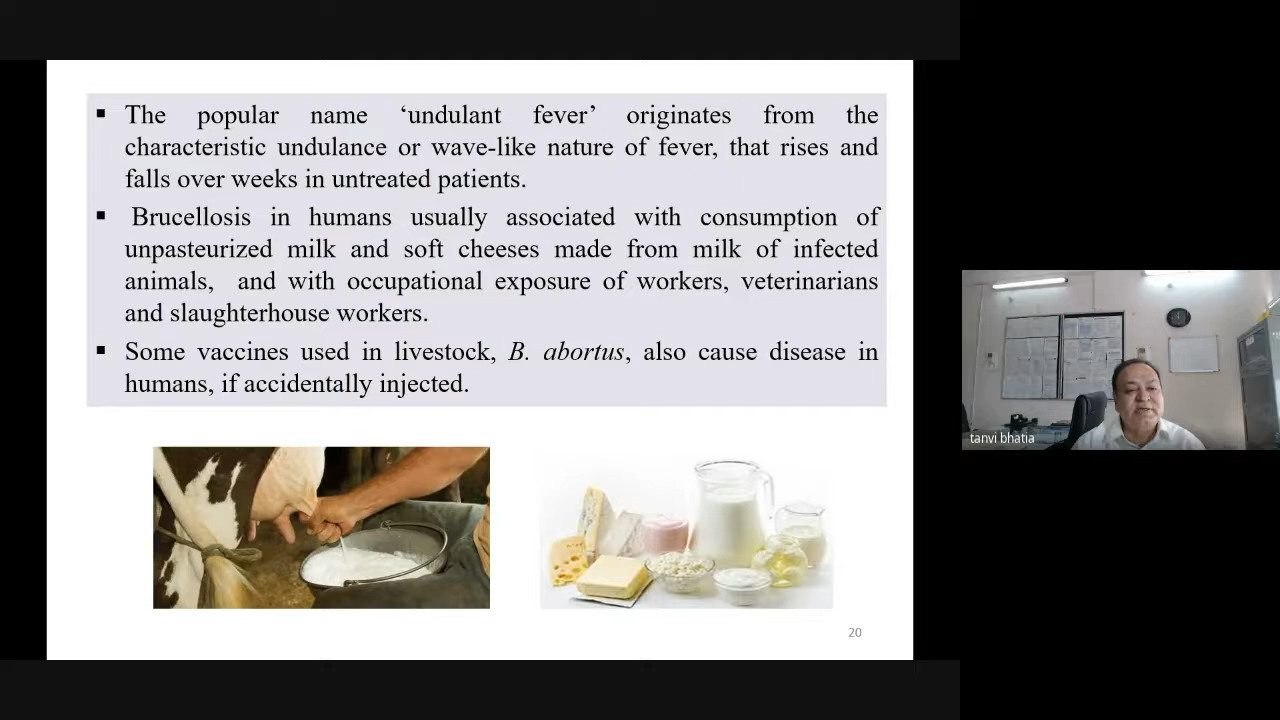 ▪ The popular name ‘undulant fever’ originates from the
characteristic undulance or wave-like nature of fever, that rises and
falls over weeks in untreated patients.
▪ Brucellosis in humans usually associated with consumption of
unpasteurized milk and soft cheeses made from milk of infected
animals, and with occupational exposure of workers, veterinarians
and slaughterhouse workers.
▪ Some vaccines used in livestock, B. abortus, also cause disease in
humans, if accidentally injected.
20
tanvi bhatia